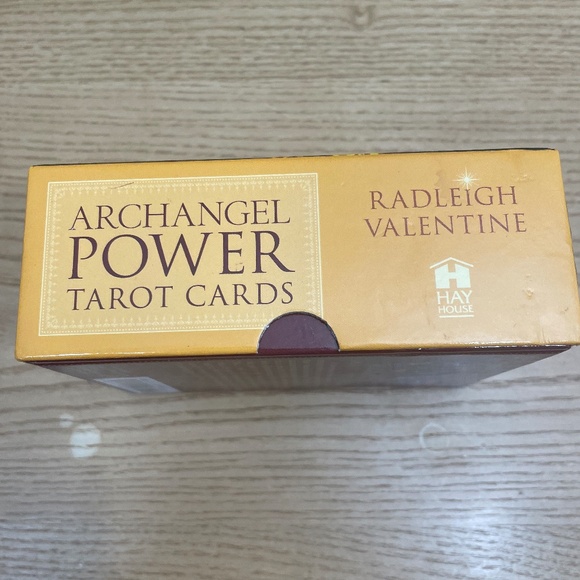 ARCHANGEL
POWER
TAROT CARDS
RADLEIGH
VALENTINE
H
HAY
HOUSE